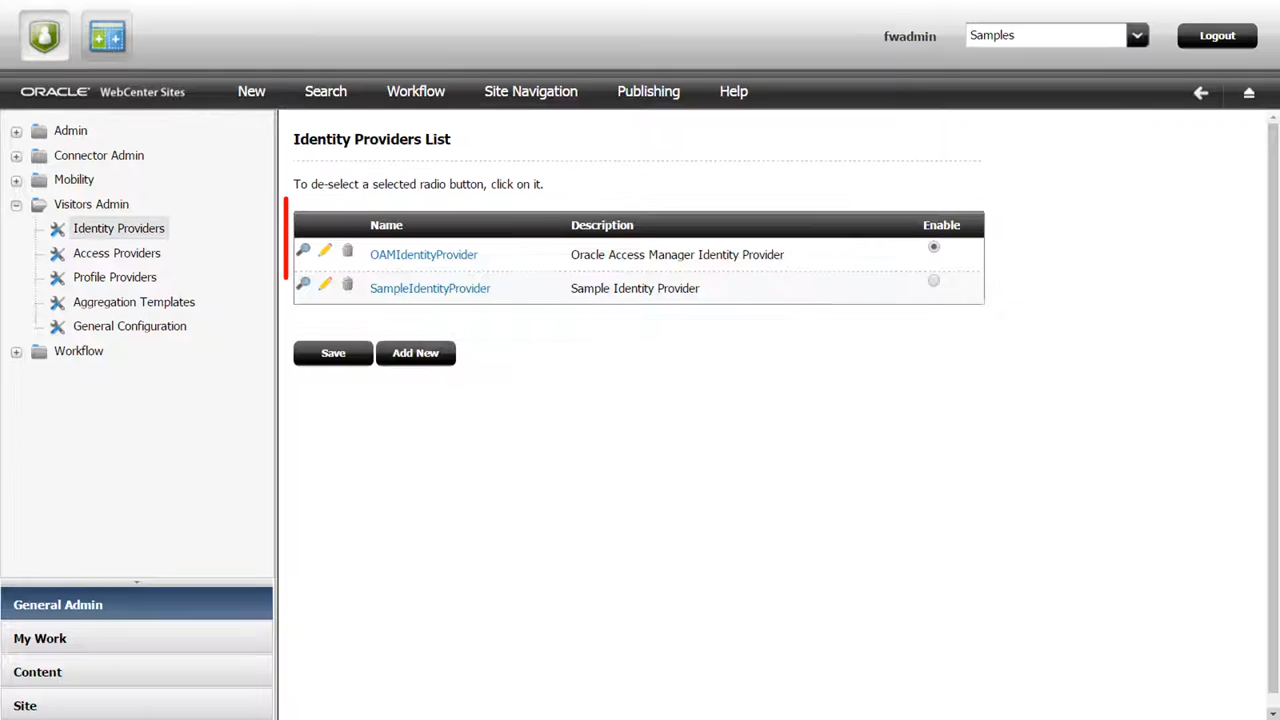 fwadmin
Samples
Logout
ORACLE WebCenter Sites
New
Search
Workflow
Site Navigation
Publishing
Help
Admin
Connector Admin
Mobility
Visitors Admin
Identity Providers
Access Providers
Profile Providers
Aggregation Templates
General Configuration
Workflow
General Admin
My Work
Content
Site
Identity Providers List
To de-select a selected radio button, click on it.
Name Description Enable
OAMIdentityProvider Oracle Access Manager Identity Provider
SampleIdentityProvider Sample Identity Provider
Save Add New